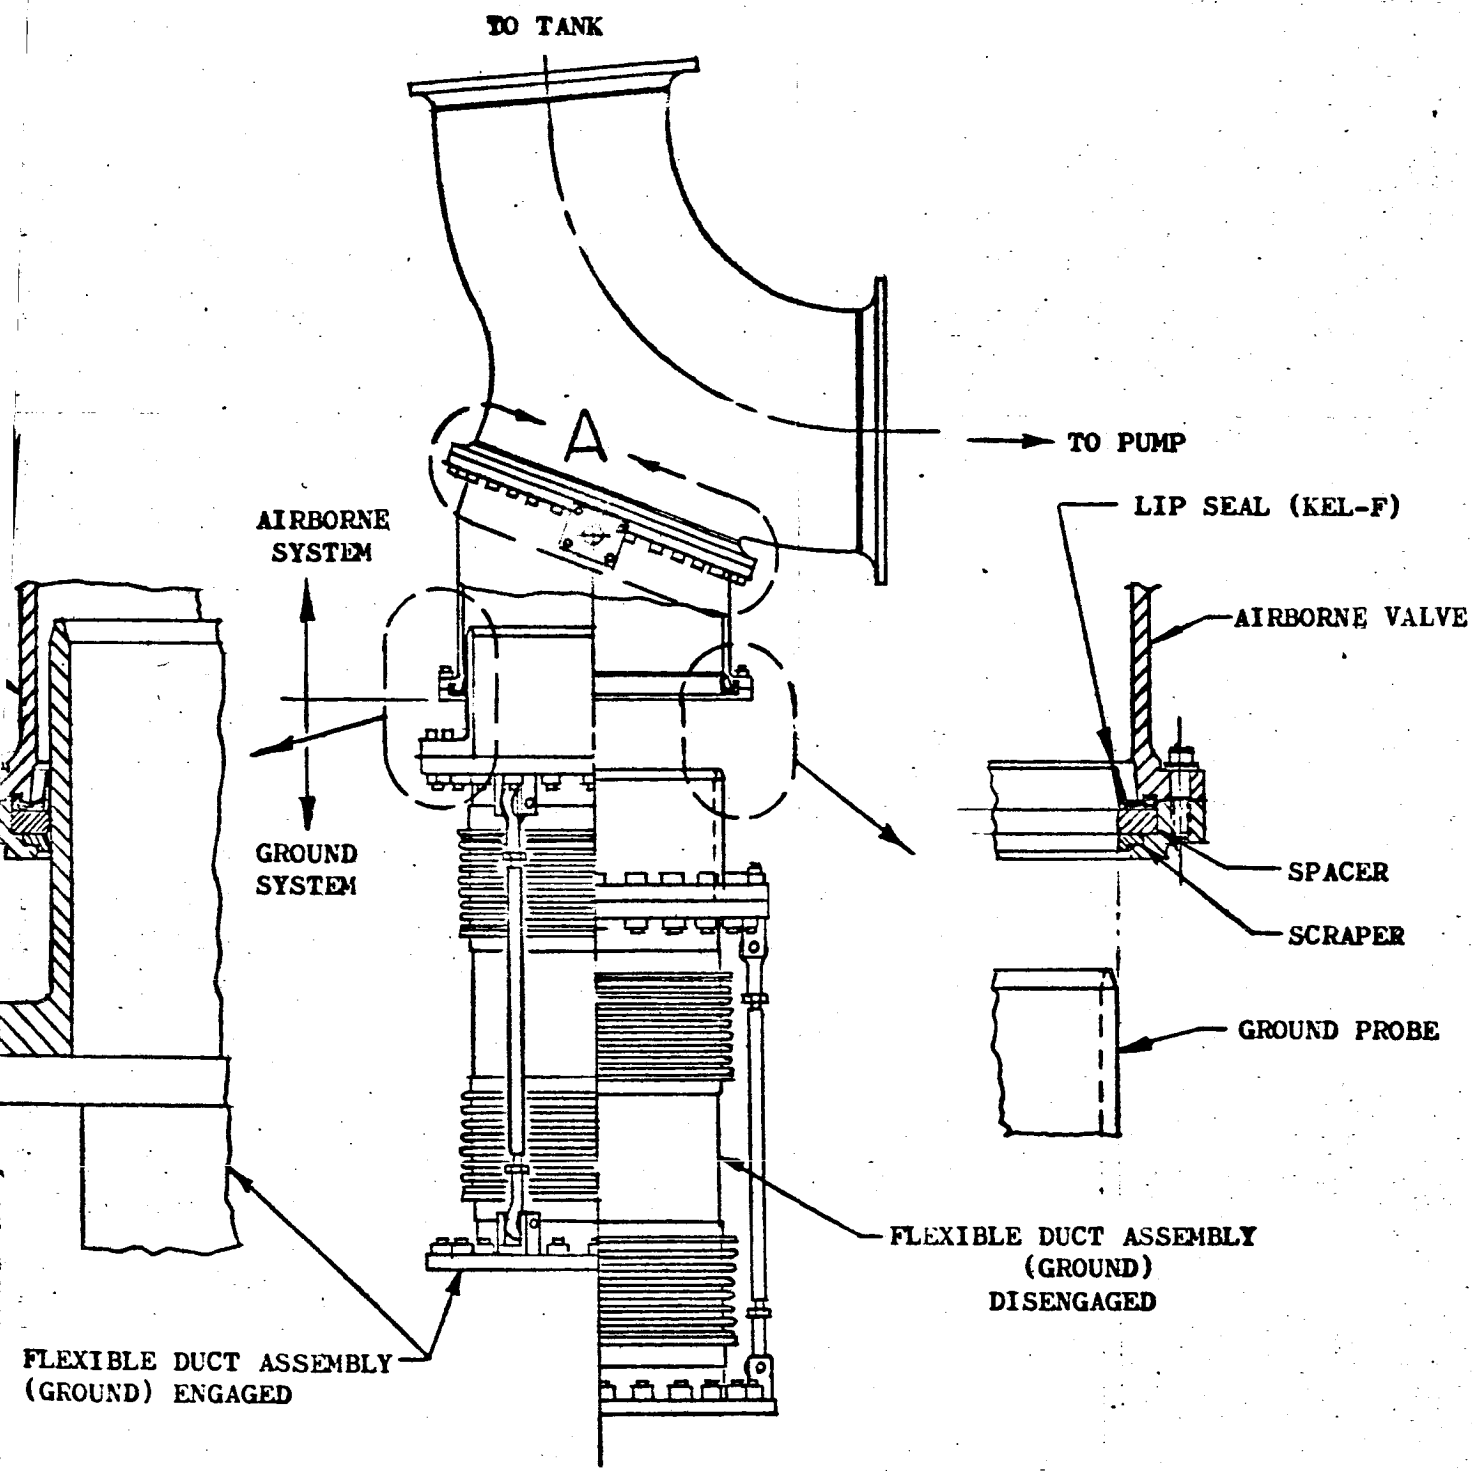 TO TANK
A
TO PUMP
LIP SEAL (KEL-F)
AIRBORNE
SYSTEM
AIRBORNE VALVE
GROUND
SYSTEM
SPACER
SCRAPER
GROUND PROBE
FLEXIBLE DUCT ASSEMBLY
(GROUND)
DISENGAGED
FLEXIBLE DUCT ASSEMBLY
(GROUND) ENGAGED